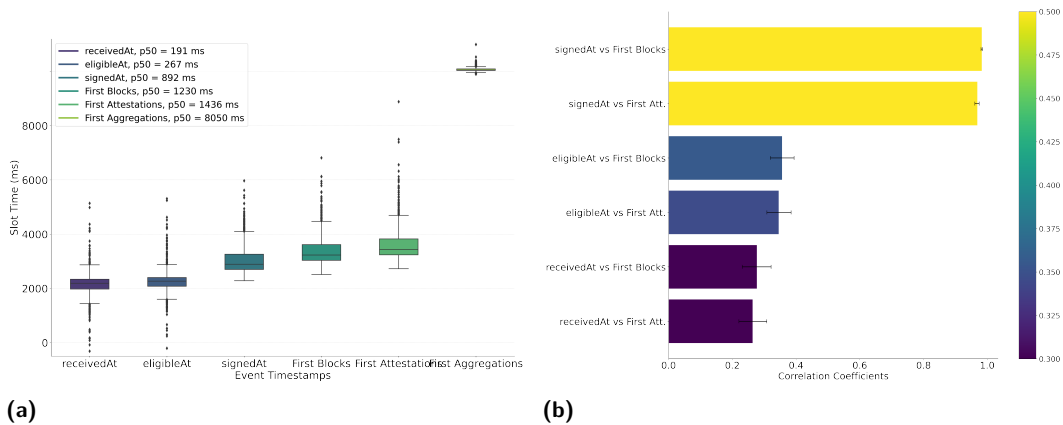 receivedAt, p50 = 191 ms
eligibleAt, p50 = 267 ms
signedAt, p50 = 892 ms
First Blocks, p50 = 1230 ms
First Attestations, p50 = 1436 ms
First Aggregations, p50 = 8050 ms
Slot Time (ms)
8000
6000
4000
2000
0
receivedAt eligibleAt signedAt First Blocks First Attestations First Aggregations
Event Timestamps
(a)
signedAt vs First Blocks
signedAt vs First Att.
eligibleAt vs First Blocks
eligibleAt vs First Att.
receivedAt vs First Blocks
receivedAt vs First Att.
0.0 0.2 0.4 0.6 0.8 1.0
Correlation Coefficients
0.500
0.475
0.450
0.425
0.400
0.375
0.350
0.325
0.300
(b)